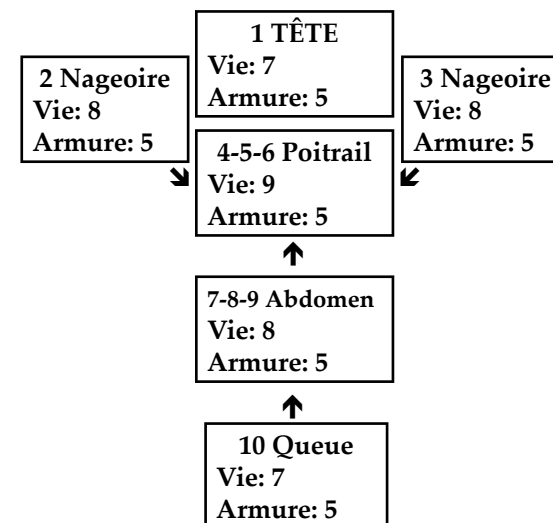 1 TÊTE
Vie: 7
Armure: 5
2 Nageoire
Vie: 8
Armure: 5
3 Nageoire
Vie: 8
Armure: 5
4-5-6 Poitrail
Vie: 9
Armure: 5
7-8-9 Abdomen
Vie: 8
Armure: 5
10 Queue
Vie: 7
Armure: 5